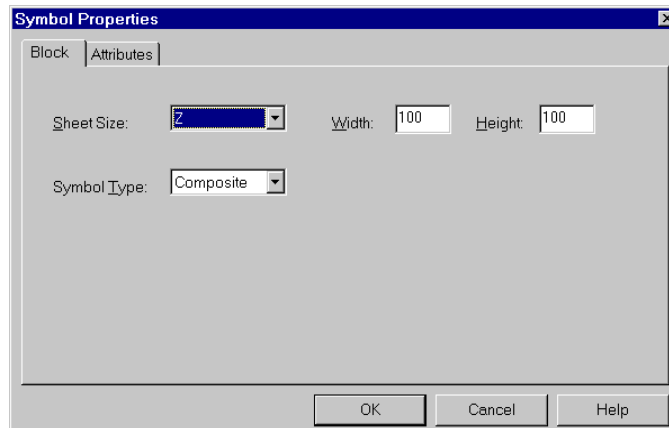 Symbol Properties
Block Attributes
Sheet Size: Z Width: 100 Height: 100
Symbol Type: Composite
OK Cancel Help